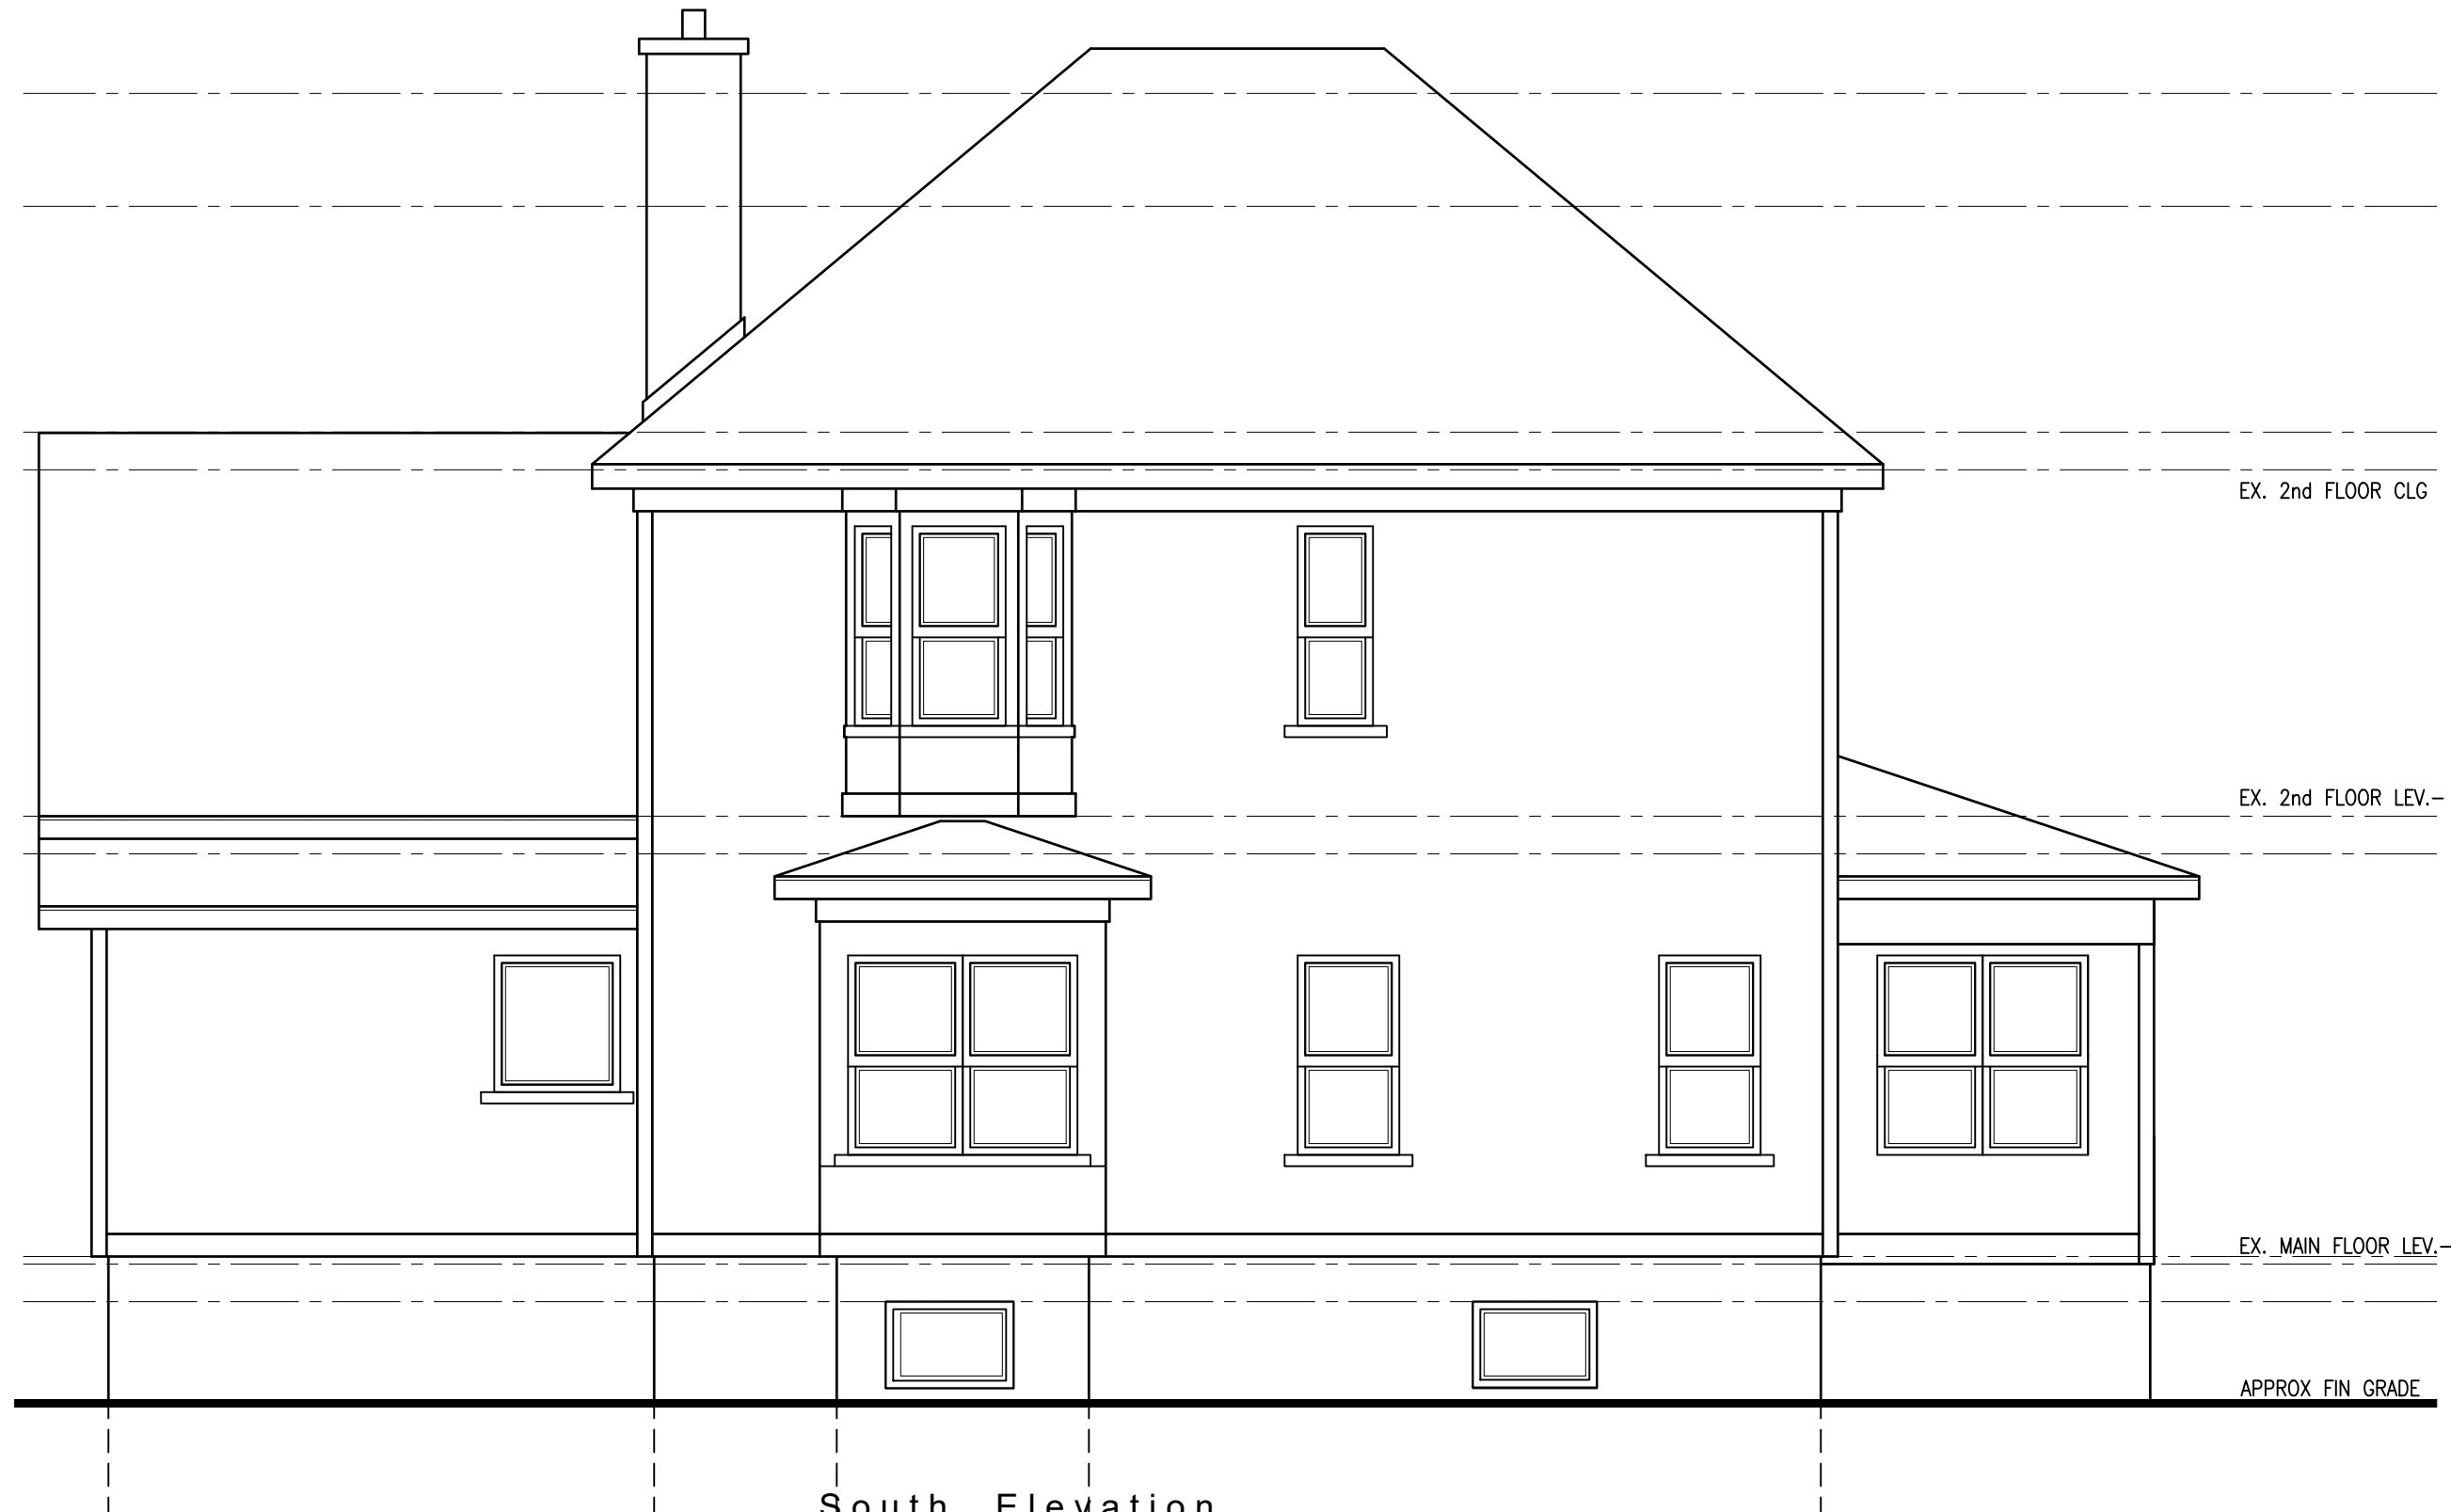 EX. 2nd FLOOR CLG
EX. 2nd FLOOR LEV.-
EX. MAIN FLOOR LEV.-
APPROX FIN GRADE
South Elevation